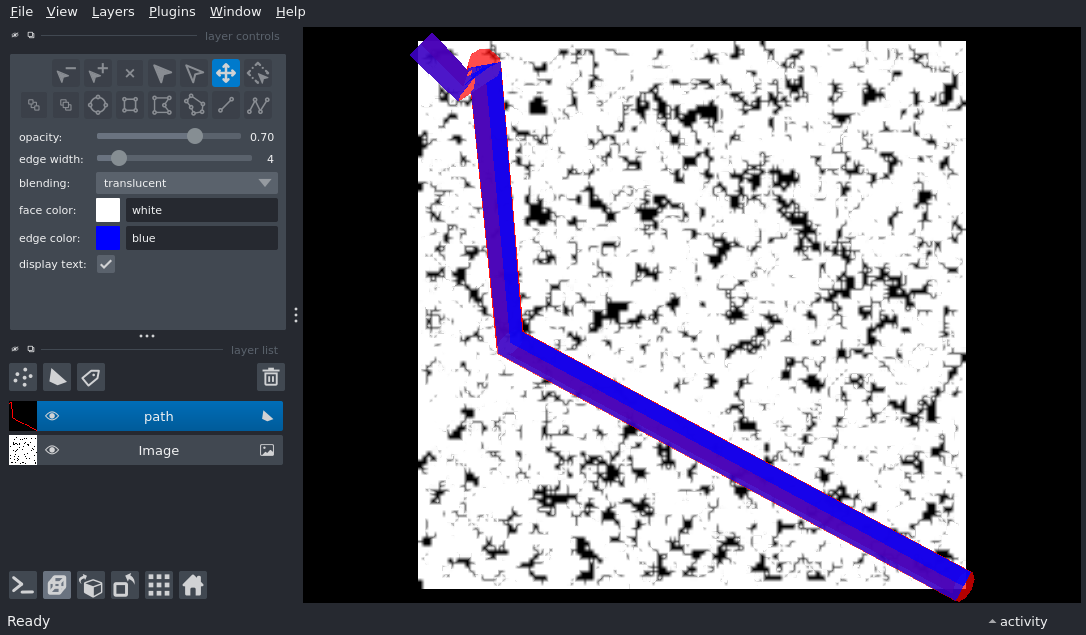 File View Layers Plugins Window Help
layer controls
opacity: 0.70
edge width: 4
blending: translucent
face color: white
edge color: blue
display text:
layer list
path
Image
Ready
activity